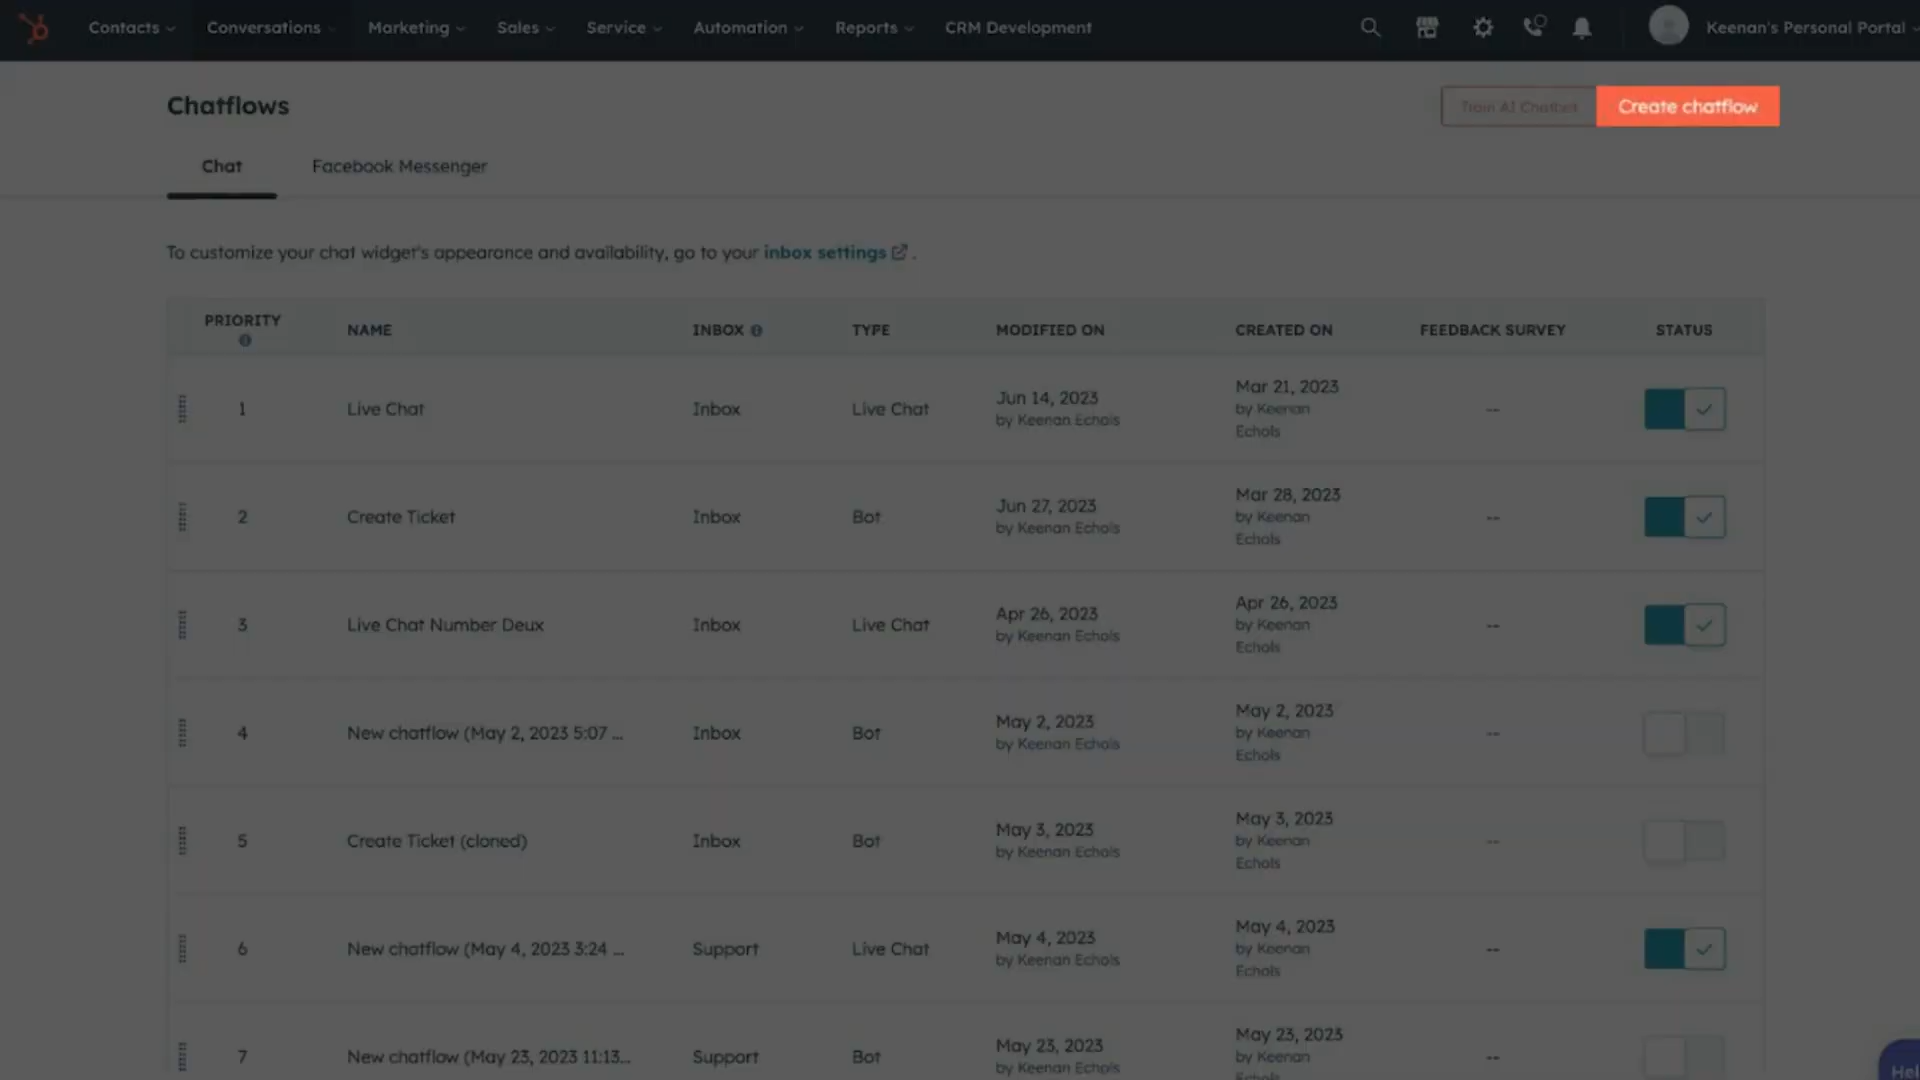 Contacts Conversations Marketing Sales Service Automation Reports CRM Development Keenan's Personal Portal
Chatflows
Train AI Chatbot Create chatflow
Chat Facebook Messenger
To customize your chat widget's appearance and availability, go to your inbox settings .
PRIORITY NAME INBOX TYPE MODIFIED ON CREATED ON FEEDBACK SURVEY STATUS
1 Live Chat Inbox Live Chat Jun 14, 2023 by Keenan Echols Mar 21, 2023 by Keenan Echols --
2 Create Ticket Inbox Bot Jun 27, 2023 by Keenan Echols Mar 28, 2023 by Keenan Echols --
3 Live Chat Number Deux Inbox Live Chat Apr 26, 2023 by Keenan Echols Apr 26, 2023 by Keenan Echols --
4 New chatflow (May 2, 2023 5:07 ... Inbox Bot May 2, 2023 by Keenan Echols May 2, 2023 by Keenan Echols --
5 Create Ticket (cloned) Inbox Bot May 3, 2023 by Keenan Echols May 3, 2023 by Keenan Echols --
6 New chatflow (May 4, 2023 3:24 ... Support Live Chat May 4, 2023 by Keenan Echols May 4, 2023 by Keenan Echols --
7 New chatflow (May 23, 2023 11:13... Support Bot May 23, 2023 by Keenan Echols May 23, 2023 by Keenan Echols --